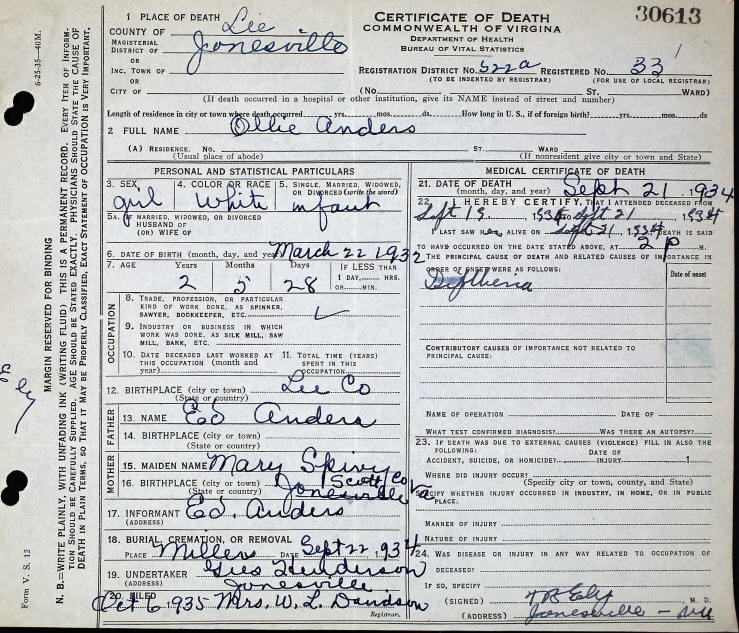 1 PLACE OF DEATH
COUNTY OF Lee
MAGISTERIAL DISTRICT OF Jonesville
OR
INC. TOWN OF
OR
CITY OF
CERTIFICATE OF DEATH
COMMONWEALTH OF VIRGINIA
DEPARTMENT OF HEALTH
BUREAU OF VITAL STATISTICS
30613
REGISTRATION DISTRICT NO. 522a REGISTERED NO. 33
(TO BE INSERTED BY REGISTRAR) (FOR USE OF LOCAL REGISTRAR)
(No. ST. WARD)
(If death occurred in a hospital or other institution, give its NAME instead of street and number)
Length of residence in city or town where death occurred yrs. mos. ds. How long in U. S., if of foreign birth? yrs. mos. ds
2 FULL NAME Ollie Anders
(A) RESIDENCE. No. ST. WARD
(Usual place of abode) (If nonresident give city or town and State)
PERSONAL AND STATISTICAL PARTICULARS
3. SEX girl
4. COLOR OR RACE White
5. SINGLE, MARRIED, WIDOWED, OR DIVORCED (write the word) infant
5A. IF MARRIED, WIDOWED, OR DIVORCED
HUSBAND OF
(OR) WIFE OF
6. DATE OF BIRTH (month, day, and year) March 22 1932
7. AGE Years Months Days IF LESS THAN
2 5 28 1 DAY, HRS.
OR MIN.
OCCUPATION
8. TRADE, PROFESSION, OR PARTICULAR
KIND OF WORK DONE, AS SPINNER,
SAWYER, BOOKKEEPER, ETC.
9. INDUSTRY OR BUSINESS IN WHICH
WORK WAS DONE, AS SILK MILL, SAW
MILL, BANK, ETC.
10. DATE DECEASED LAST WORKED AT THIS OCCUPATION (month and year)
11. TOTAL TIME (YEARS) SPENT IN THIS OCCUPATION
12. BIRTHPLACE (city or town) Lee Co
(State or country)
FATHER
13. NAME Ed Anders
14. BIRTHPLACE (city or town)
(State or country)
MOTHER
15. MAIDEN NAME Mary Spivy
16. BIRTHPLACE (city or town) Scott Co Va
(State or country) Jonesville
17. INFORMANT Ed. Anders
(ADDRESS)
18. BURIAL, CREMATION, OR REMOVAL
PLACE Millers DATE Sept 22, 1934
19. UNDERTAKER Henderson
(ADDRESS) Jonesville
20. FILED Oct 6, 1935 Mrs. W. L. Davidson
Registrar.
MEDICAL CERTIFICATE OF DEATH
21. DATE OF DEATH
(month, day, and year) Sept 21, 1934
22. I HEREBY CERTIFY, THAT I ATTENDED DECEASED FROM
Sept 19, 1934 TO Sept 21, 1934
I LAST SAW her ALIVE ON Sept 21, 1934 DEATH IS SAID
TO HAVE OCCURRED ON THE DATE STATED ABOVE, AT 2 p M.
THE PRINCIPAL CAUSE OF DEATH AND RELATED CAUSES OF IMPORTANCE IN
ORDER OF ONSET WERE AS FOLLOWS: Date of onset
Diptheria
CONTRIBUTORY CAUSES OF IMPORTANCE NOT RELATED TO
PRINCIPAL CAUSE:
NAME OF OPERATION DATE OF
WHAT TEST CONFIRMED DIAGNOSIS? WAS THERE AN AUTOPSY?
23. IF DEATH WAS DUE TO EXTERNAL CAUSES (VIOLENCE) FILL IN ALSO THE
FOLLOWING: DATE OF
ACCIDENT, SUICIDE, OR HOMICIDE? INJURY 1
WHERE DID INJURY OCCUR?
(Specify city or town, county, and State)
SPECIFY WHETHER INJURY OCCURRED IN INDUSTRY, IN HOME, OR IN PUBLIC
PLACE.
MANNER OF INJURY
NATURE OF INJURY
24. WAS DISEASE OR INJURY IN ANY WAY RELATED TO OCCUPATION OF
DECEASED?
IF SO, SPECIFY
(SIGNED) T B Ely M. D.
(ADDRESS) Jonesville
6-25-35—40M.
MARGIN RESERVED FOR BINDING
N. B.=WRITE PLAINLY, WITH UNFADING INK (WRITING FLUID) THIS IS A PERMANENT RECORD. EVERY ITEM OF INFORMATION
SHOULD BE CAREFULLY SUPPLIED. AGE SHOULD BE STATED EXACTLY. PHYSICIANS SHOULD STATE THE CAUSE OF
DEATH IN PLAIN TERMS, SO THAT IT MAY BE PROPERLY CLASSIFIED. EXACT STATEMENT OF OCCUPATION IS VERY IMPORTANT.
Form V. S. 12
Ely